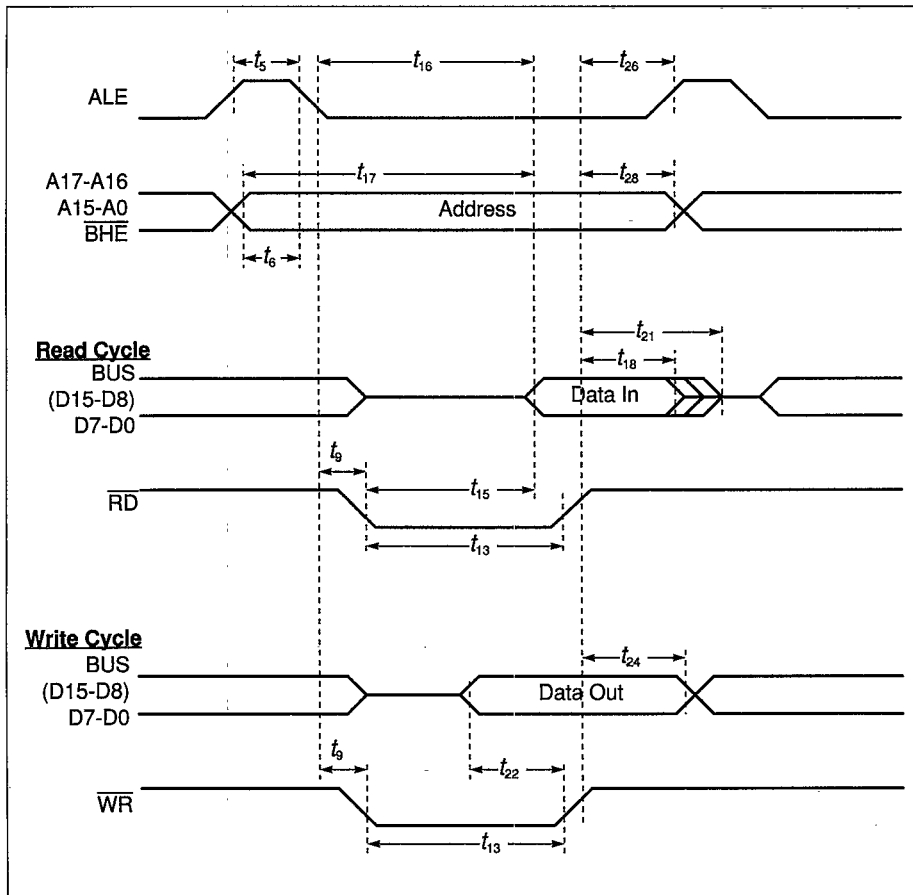 t5
t16
t26
ALE
A17-A16
t17
t28
A15-A0
Address
BHE
t6
t21
Read Cycle
t18
BUS
(D15-D8)
Data In
D7-D0
t9
t15
RD
t13
Write Cycle
BUS
t24
(D15-D8)
Data Out
D7-D0
t9
t22
WR
t13